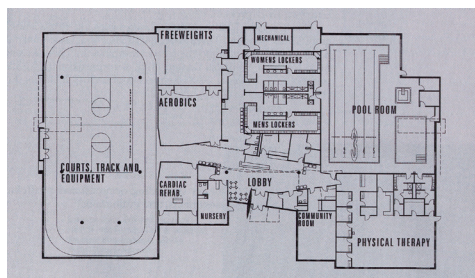 FREEWEIGHTS
MECHANICAL
WOMENS LOCKERS
AEROBICS
MENS LOCKERS
POOL ROOM
COURTS, TRACK AND
EQUIPMENT
CARDIAC
REHAB.
LOBBY
NURSERY
COMMUNITY
ROOM
PHYSICAL THERAPY